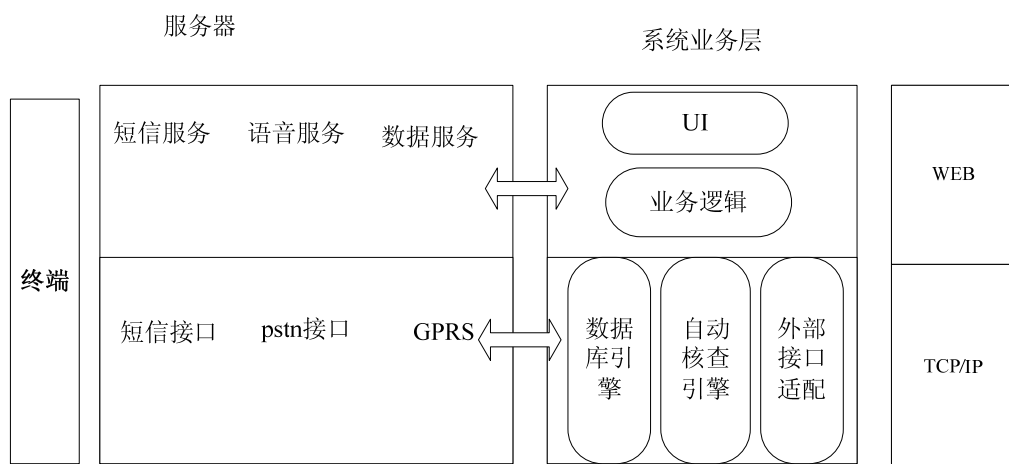 服务器
系统业务层
终端
短信服务
语音服务
数据服务
短信接口
pstn接口
GPRS
UI
业务逻辑
数据
库引
擎
自动
核查
引擎
外部
接口
适配
WEB
TCP/IP